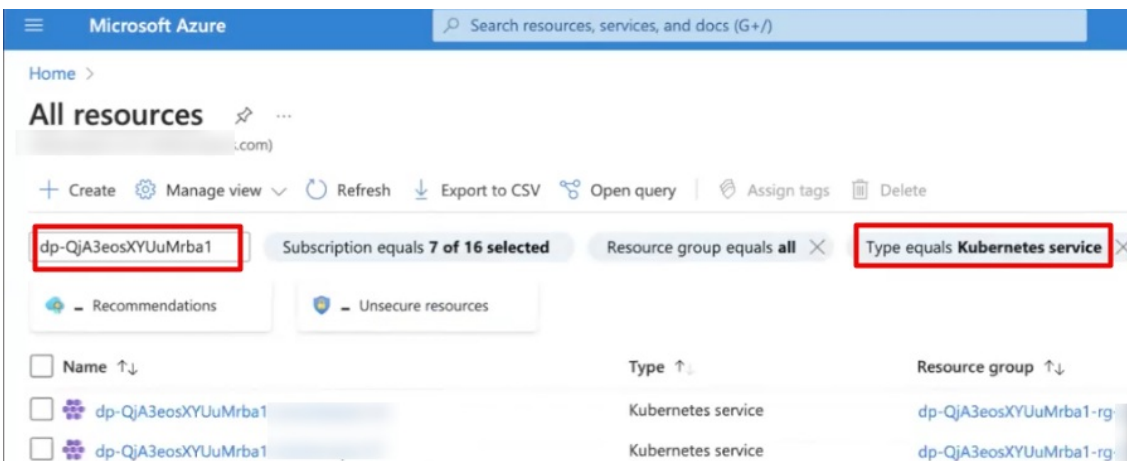 Microsoft Azure
Search resources, services, and docs (G+/)
Home >
All resources ...
.com)
+ Create Manage view Refresh Export to CSV Open query Assign tags Delete
dp-QjA3eosXYUuMrba1 Subscription equals 7 of 16 selected Resource group equals all Type equals Kubernetes service
Recommendations Unsecure resources
Name ↑↓ Type ↑↓ Resource group ↑↓
dp-QjA3eosXYUuMrba1 Kubernetes service dp-QjA3eosXYUuMrba1-rg-
dp-QjA3eosXYUuMrba1 Kubernetes service dp-QjA3eosXYUuMrba1-rg-